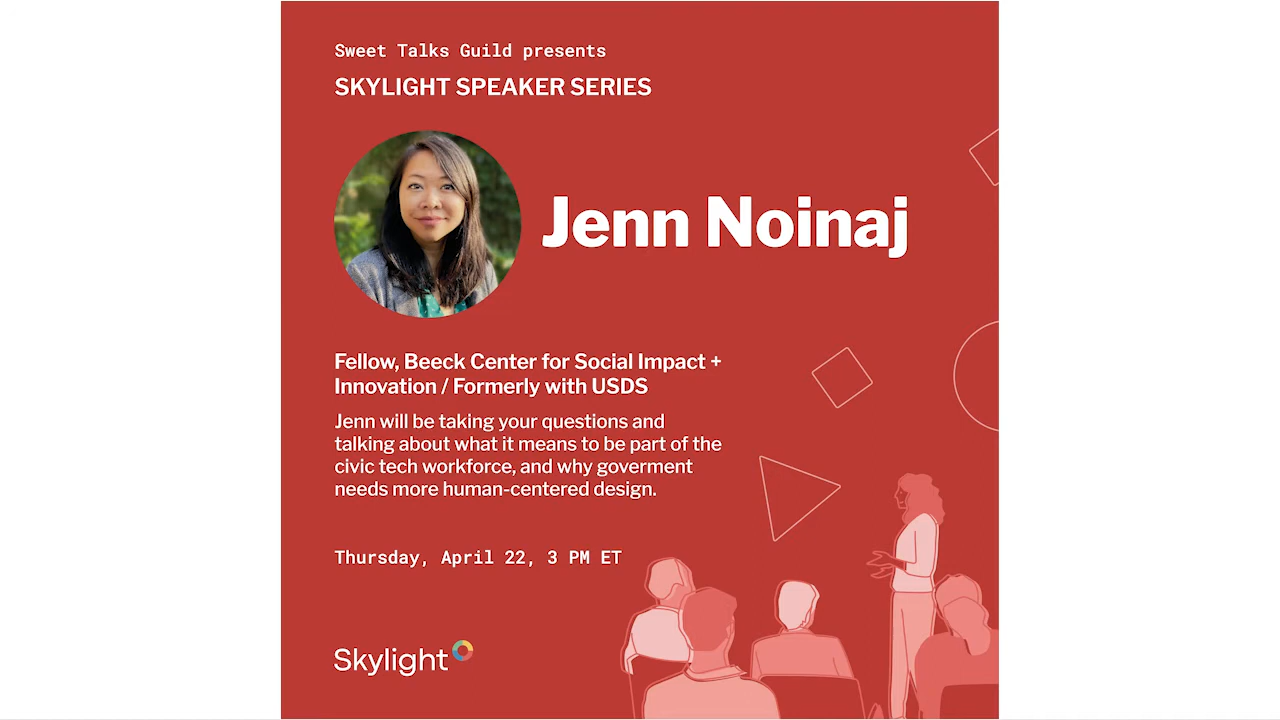 Sweet Talks Guild presents
SKYLIGHT SPEAKER SERIES
Jenn Noinaj
Fellow, Beeck Center for Social Impact +
Innovation / Formerly with USDS
Jenn will be taking your questions and
talking about what it means to be part of the
civic tech workforce, and why goverment
needs more human-centered design.
Thursday, April 22, 3 PM ET
Skylight